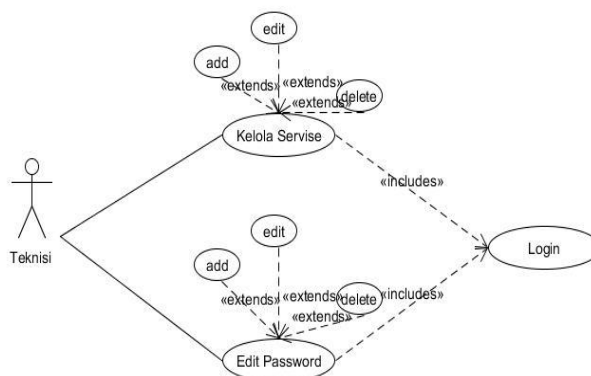 edit
add
«extends»
«extends»
delete
«extends»
Kelola Servise
«includes»
Teknisi
Login
edit
add
delete
«extends»
«extends»
«includes»
«extends»
Edit Password